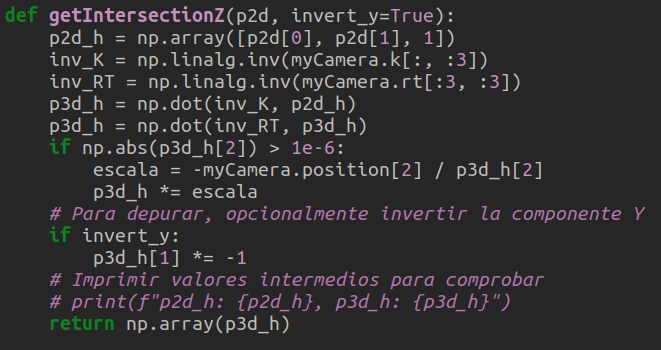 def getIntersectionZ(p2d, invert_y=True):
    p2d_h = np.array([p2d[0], p2d[1], 1])
    inv_K = np.linalg.inv(myCamera.k[:, :3])
    inv_RT = np.linalg.inv(myCamera.rt[:3, :3])
    p3d_h = np.dot(inv_K, p2d_h)
    p3d_h = np.dot(inv_RT, p3d_h)
    if np.abs(p3d_h[2]) > 1e-6:
        escala = -myCamera.position[2] / p3d_h[2]
        p3d_h *= escala
    # Para depurar, opcionalmente invertir la componente Y
    if invert_y:
        p3d_h[1] *= -1
    # Imprimir valores intermedios para comprobar
    # print(f"p2d_h: {p2d_h}, p3d_h: {p3d_h}")
    return np.array(p3d_h)